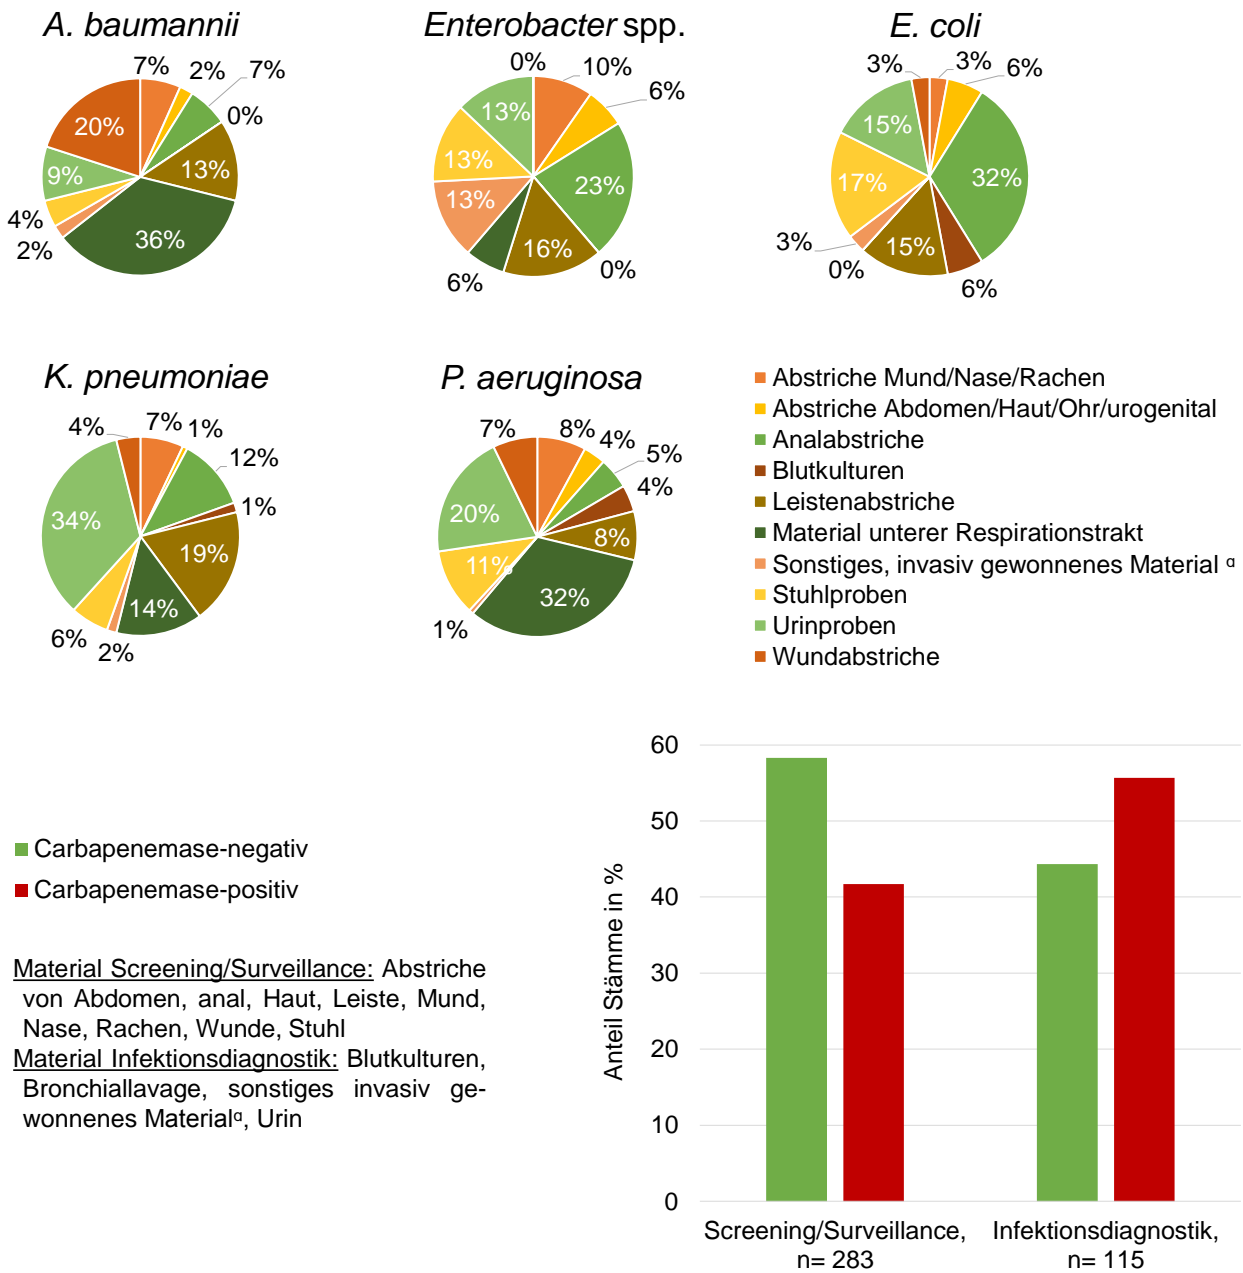 A. baumannii
7%
2%
7%
0%
13%
36%
2%
4%
9%
20%
Enterobacter spp.
0%
10%
6%
23%
0%
16%
6%
13%
13%
13%
E. coli
3%
3%
6%
32%
6%
15%
0%
3%
17%
15%
K. pneumoniae
4%
7%
1%
12%
1%
19%
14%
2%
6%
34%
P. aeruginosa
7%
8%
4%
5%
4%
8%
32%
1%
11%
20%
Abstriche Mund/Nase/Rachen
Abstriche Abdomen/Haut/Ohr/urogenital
Analabstriche
Blutkulturen
Leistenabstriche
Material unterer Respirationstrakt
Sonstiges, invasiv gewonnenes Material ᵅ
Stuhlproben
Urinproben
Wundabstriche
Carbapenemase-negativ
Carbapenemase-positiv
Material Screening/Surveillance: Abstriche
von Abdomen, anal, Haut, Leiste, Mund,
Nase, Rachen, Wunde, Stuhl
Material Infektionsdiagnostik: Blutkulturen,
Bronchiallavage, sonstiges invasiv ge-
wonnenes Materialᵅ, Urin
Anteil Stämme in %
60
50
40
30
20
10
0
Screening/Surveillance,
n= 283
Infektionsdiagnostik,
n= 115